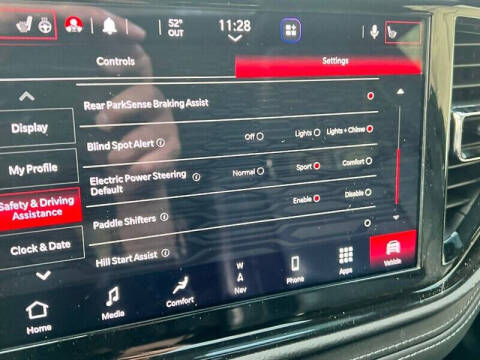 52°
OUT
11:28
Controls
Settings
Rear ParkSense Braking Assist
Display
Blind Spot Alert
Off
Lights
Lights + Chime
My Profile
Electric Power Steering
Default
Normal
Sport
Comfort
Safety & Driving
Assistance
Paddle Shifters
Enable
Disable
Clock & Date
Hill Start Assist
Home
Media
Comfort
W
Nav
Phone
Apps
Vehicle